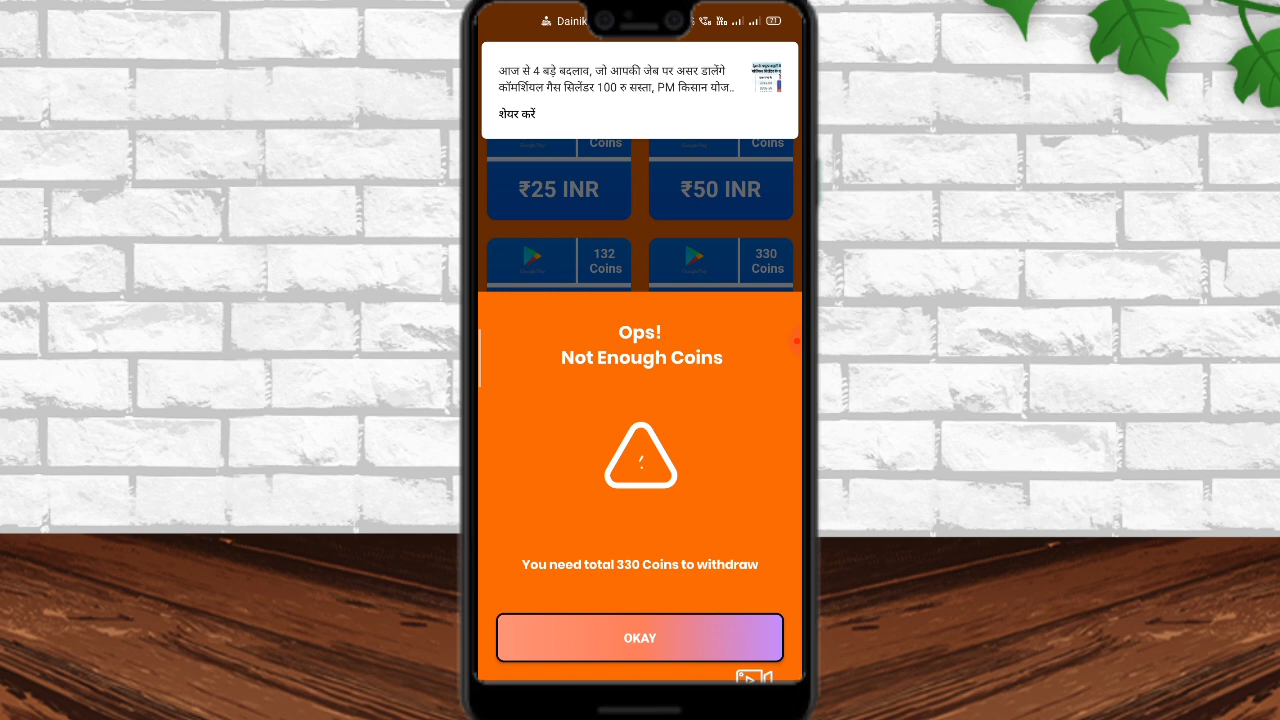 Dainik
आज से 4 बड़े बदलाव, जो आपकी जेब पर असर डालेंगे
कॉमर्शियल गैस सिलेंडर 100 रु सस्ता, PM किसान योज..
शेयर करें
Coins
Coins
₹25 INR
₹50 INR
132
Coins
330
Coins
Ops!
Not Enough Coins
You need total 330 Coins to withdraw
OKAY